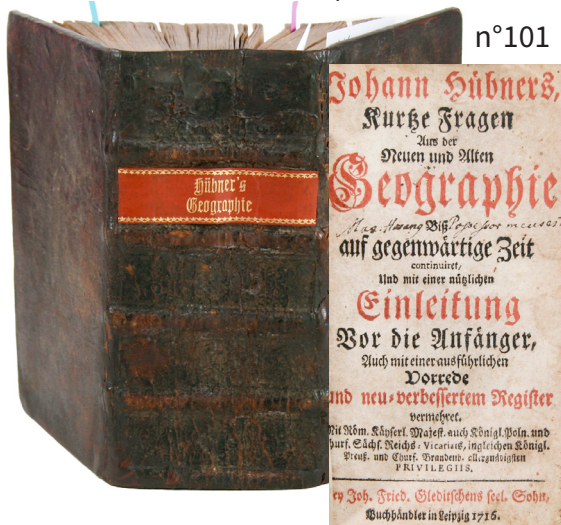 n°101
Hübner's
Geographie
Johann Hübners,
Kurtze Fragen
Aus der
Neuen und Alten
Geographie
Biß
auf gegenwärtige Zeit
continuiret,
Und mit einer nützlichen
Einleitung
Vor die Anfänger,
Auch mit einer ausführlichen
Vorrede
und neu-verbessertem Register
vermehret.
Mit Röm. Käyserl. Majest. auch Königl. Poln. und
Churf. Sächs. Reichs-Vicariats, ingleichen Königl.
Preuß. und Churf. Brandenb. allergnädigsten
PRIVILEGIIS.
bey Joh. Fried. Gleditschens seel. Sohn,
Buchhändler in Leipzig 1716.